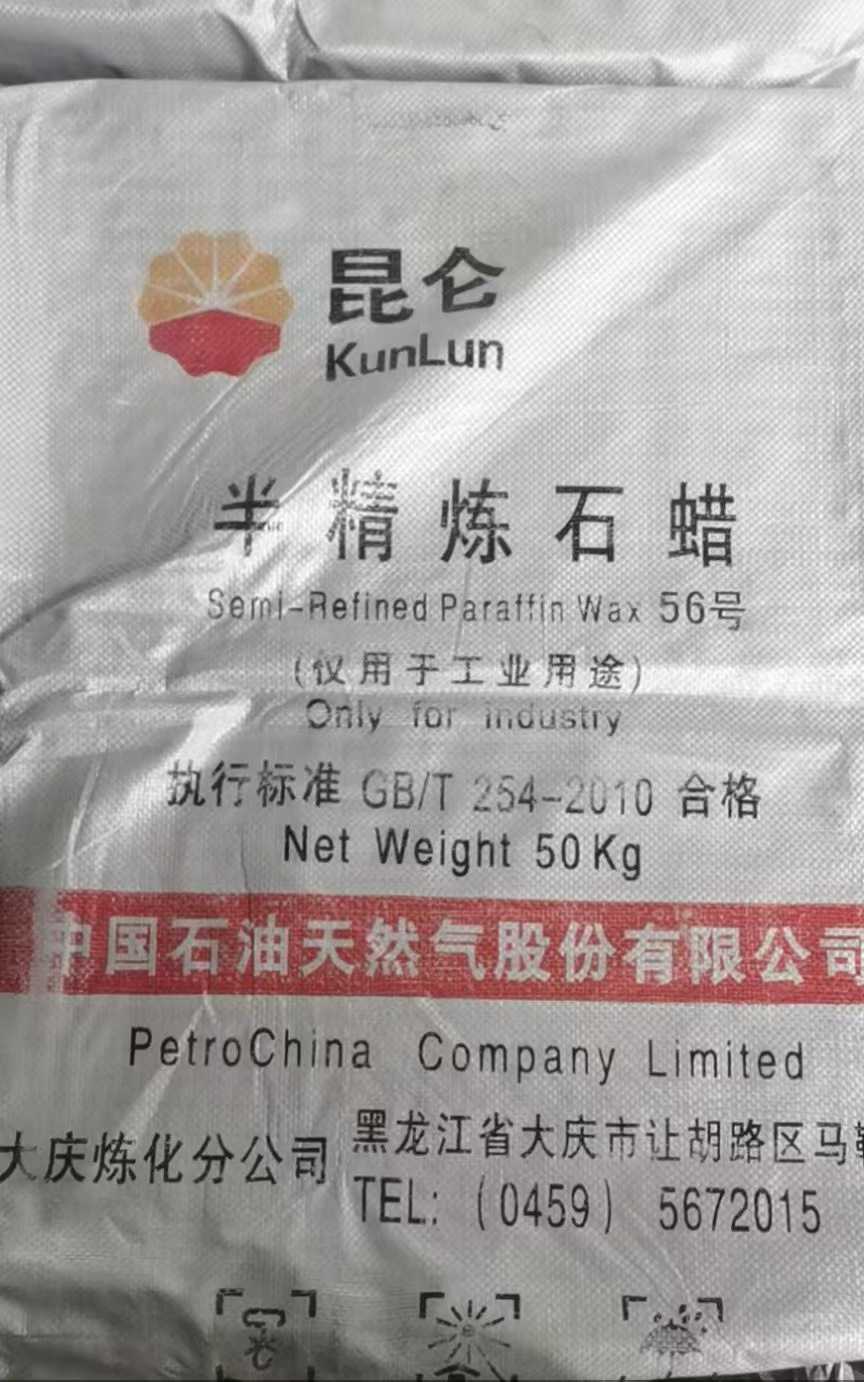 昆仑
KunLun
半精炼石蜡
Semi-Refined Paraffin Wax 56号
(仅用于工业用途)
Only for industry
执行标准 GB/T 254-2010 合格
Net Weight 50Kg
中国石油天然气股份有限公司
PetroChina Company Limited
大庆炼化分公司
黑龙江省大庆市让胡路区马
TEL: (0459) 5672015